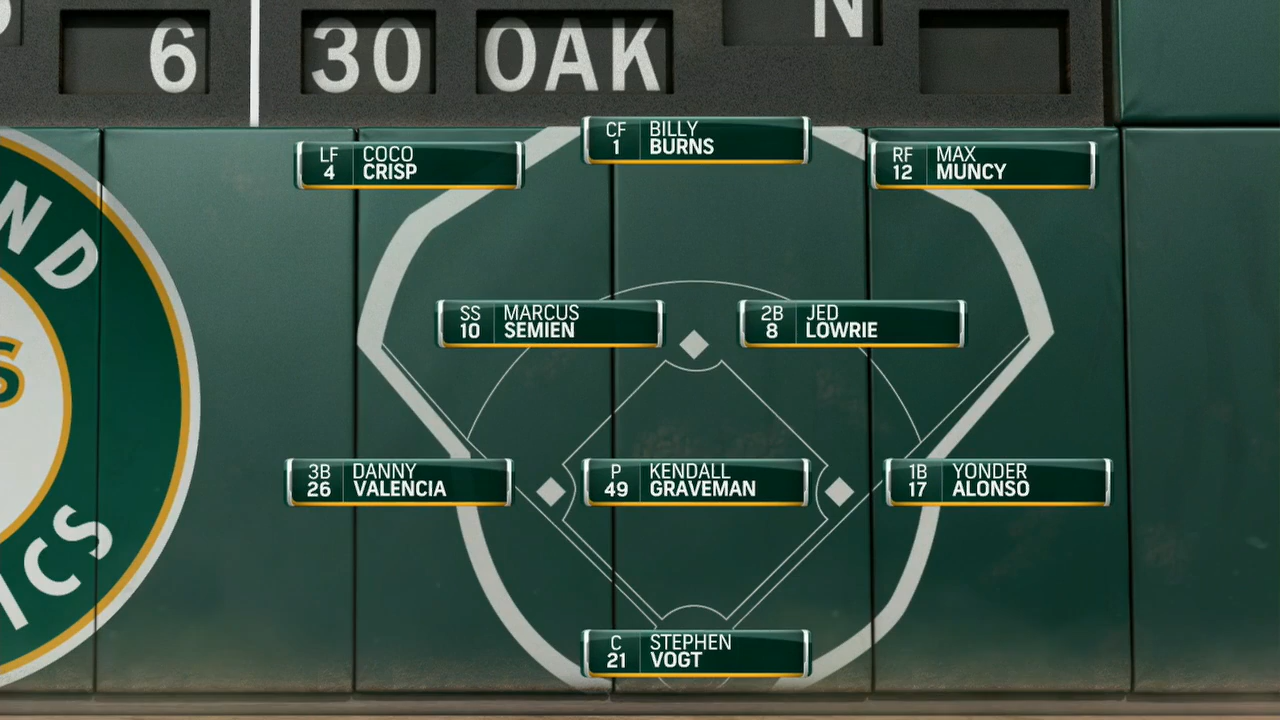 6 30 OAK N
CF BILLY
1 BURNS
LF COCO
4 CRISP
RF MAX
12 MUNCY
SS MARCUS
10 SEMIEN
2B JED
8 LOWRIE
3B DANNY
26 VALENCIA
P KENDALL
49 GRAVEMAN
1B YONDER
17 ALONSO
C STEPHEN
21 VOGT